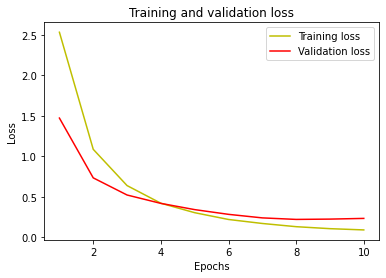 Training and validation loss
Training loss
Validation loss
2.5
2.0
1.5
1.0
0.5
0.0
Loss
2 4 6 8 10
Epochs